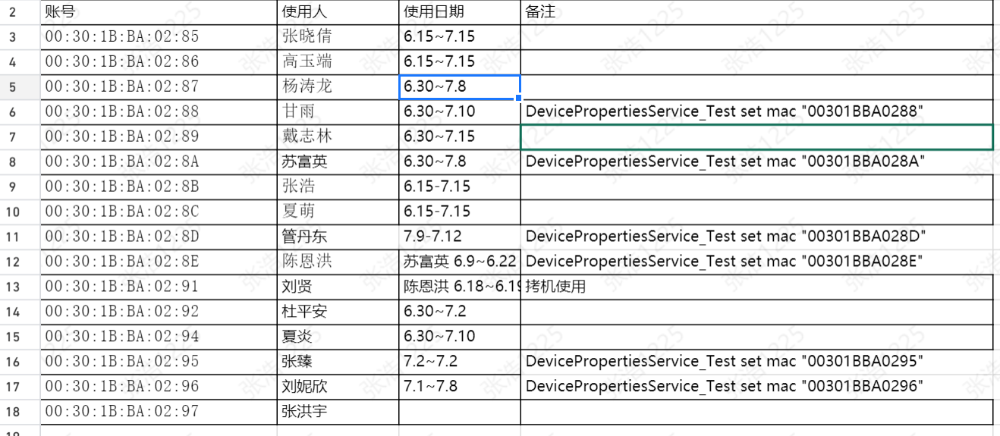 2 账号 使用人 使用日期 备注
3 00:30:1B:BA:02:85 张晓倩 6.15~7.15
4 00:30:1B:BA:02:86 高玉端 6.15~7.15
5 00:30:1B:BA:02:87 杨涛龙 6.30~7.8
6 00:30:1B:BA:02:88 甘雨 6.30~7.10 DevicePropertiesService_Test set mac "00301BBA0288"
7 00:30:1B:BA:02:89 戴志林 6.30~7.15
8 00:30:1B:BA:02:8A 苏富英 6.30~7.8 DevicePropertiesService_Test set mac "00301BBA028A"
9 00:30:1B:BA:02:8B 张浩 6.15-7.15
10 00:30:1B:BA:02:8C 夏萌 6.15-7.15
11 00:30:1B:BA:02:8D 管丹东 7.9-7.12 DevicePropertiesService_Test set mac "00301BBA028D"
12 00:30:1B:BA:02:8E 陈恩洪 苏富英 6.9~6.22 DevicePropertiesService_Test set mac "00301BBA028E"
13 00:30:1B:BA:02:91 刘贤 陈恩洪 6.18~6.19 拷机使用
14 00:30:1B:BA:02:92 杜平安 6.30~7.2
15 00:30:1B:BA:02:94 夏炎 6.30~7.10
16 00:30:1B:BA:02:95 张臻 7.2~7.2 DevicePropertiesService_Test set mac "00301BBA0295"
17 00:30:1B:BA:02:96 刘妮欣 7.1~7.8 DevicePropertiesService_Test set mac "00301BBA0296"
18 00:30:1B:BA:02:97 张洪宇
张浩1225